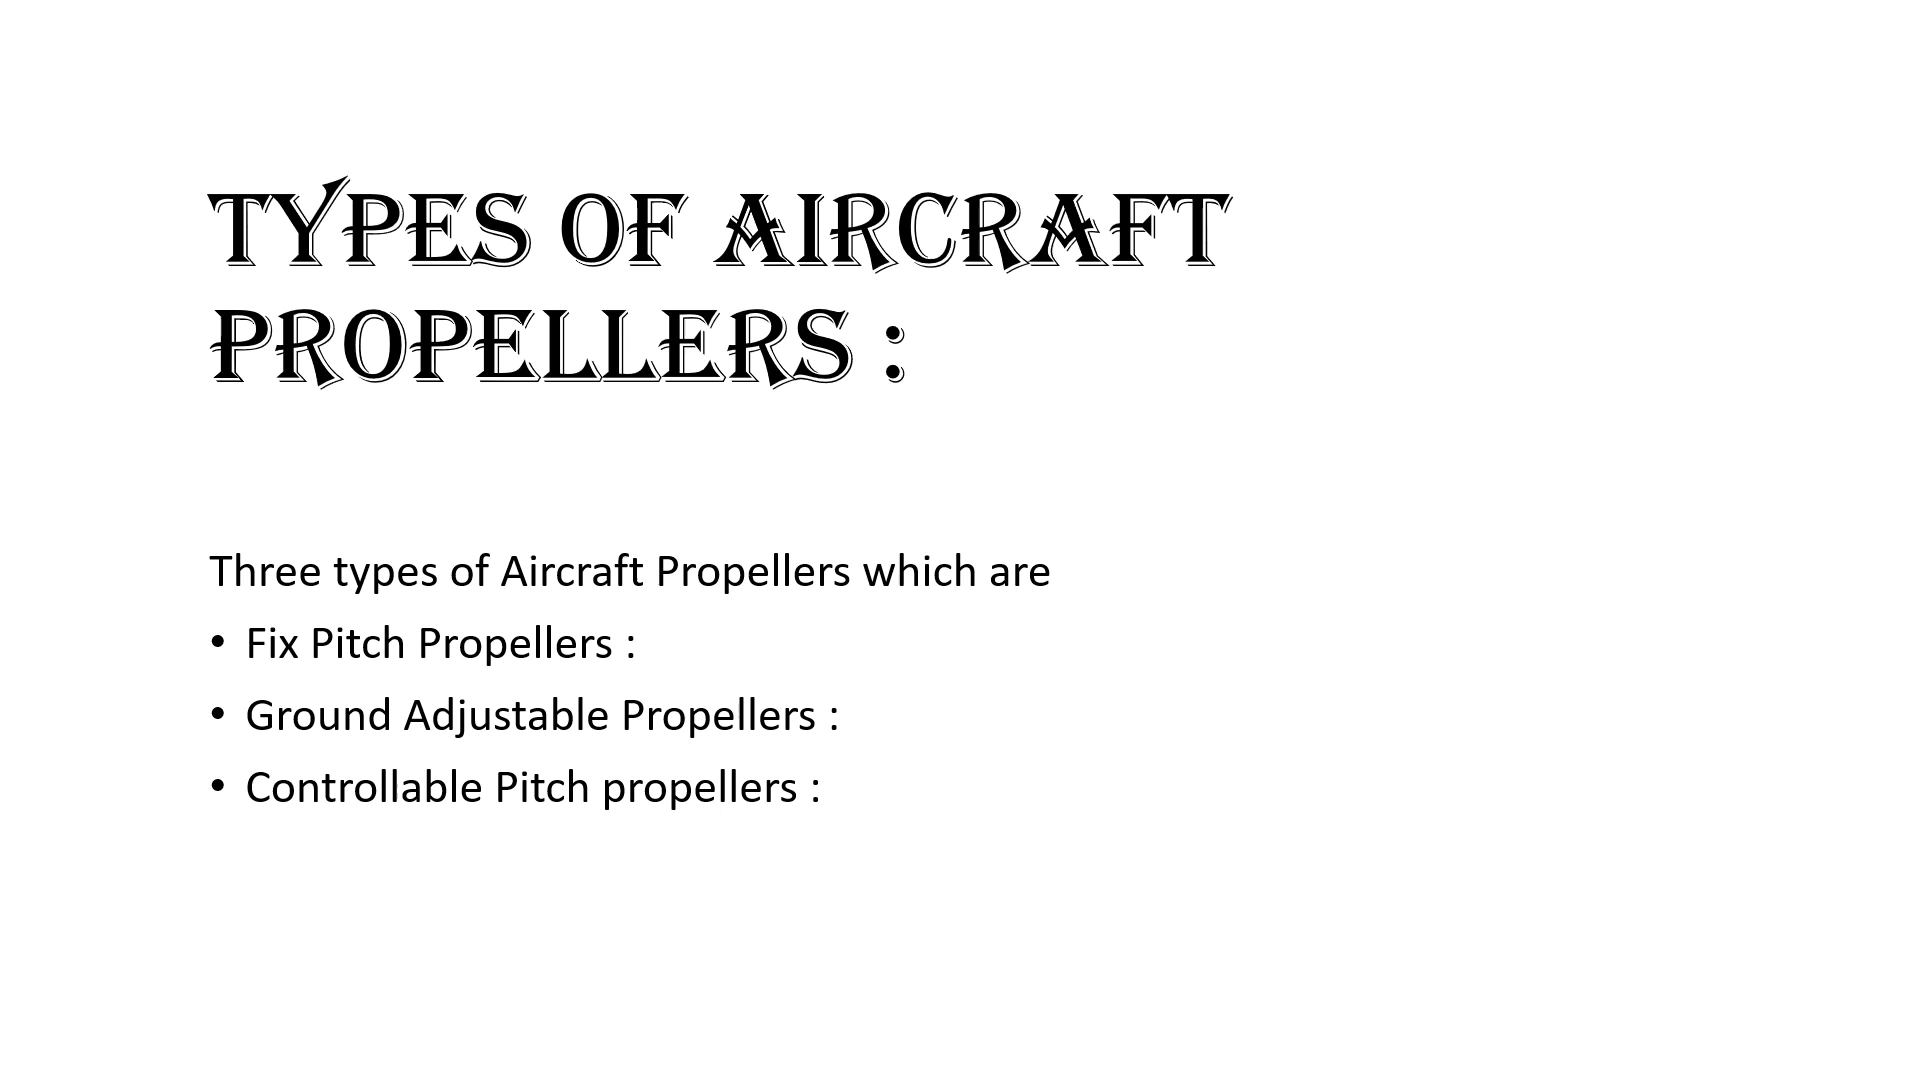 TYPES OF AIRCRAFT
PROPELLERS :
Three types of Aircraft Propellers which are
• Fix Pitch Propellers :
• Ground Adjustable Propellers :
• Controllable Pitch propellers :